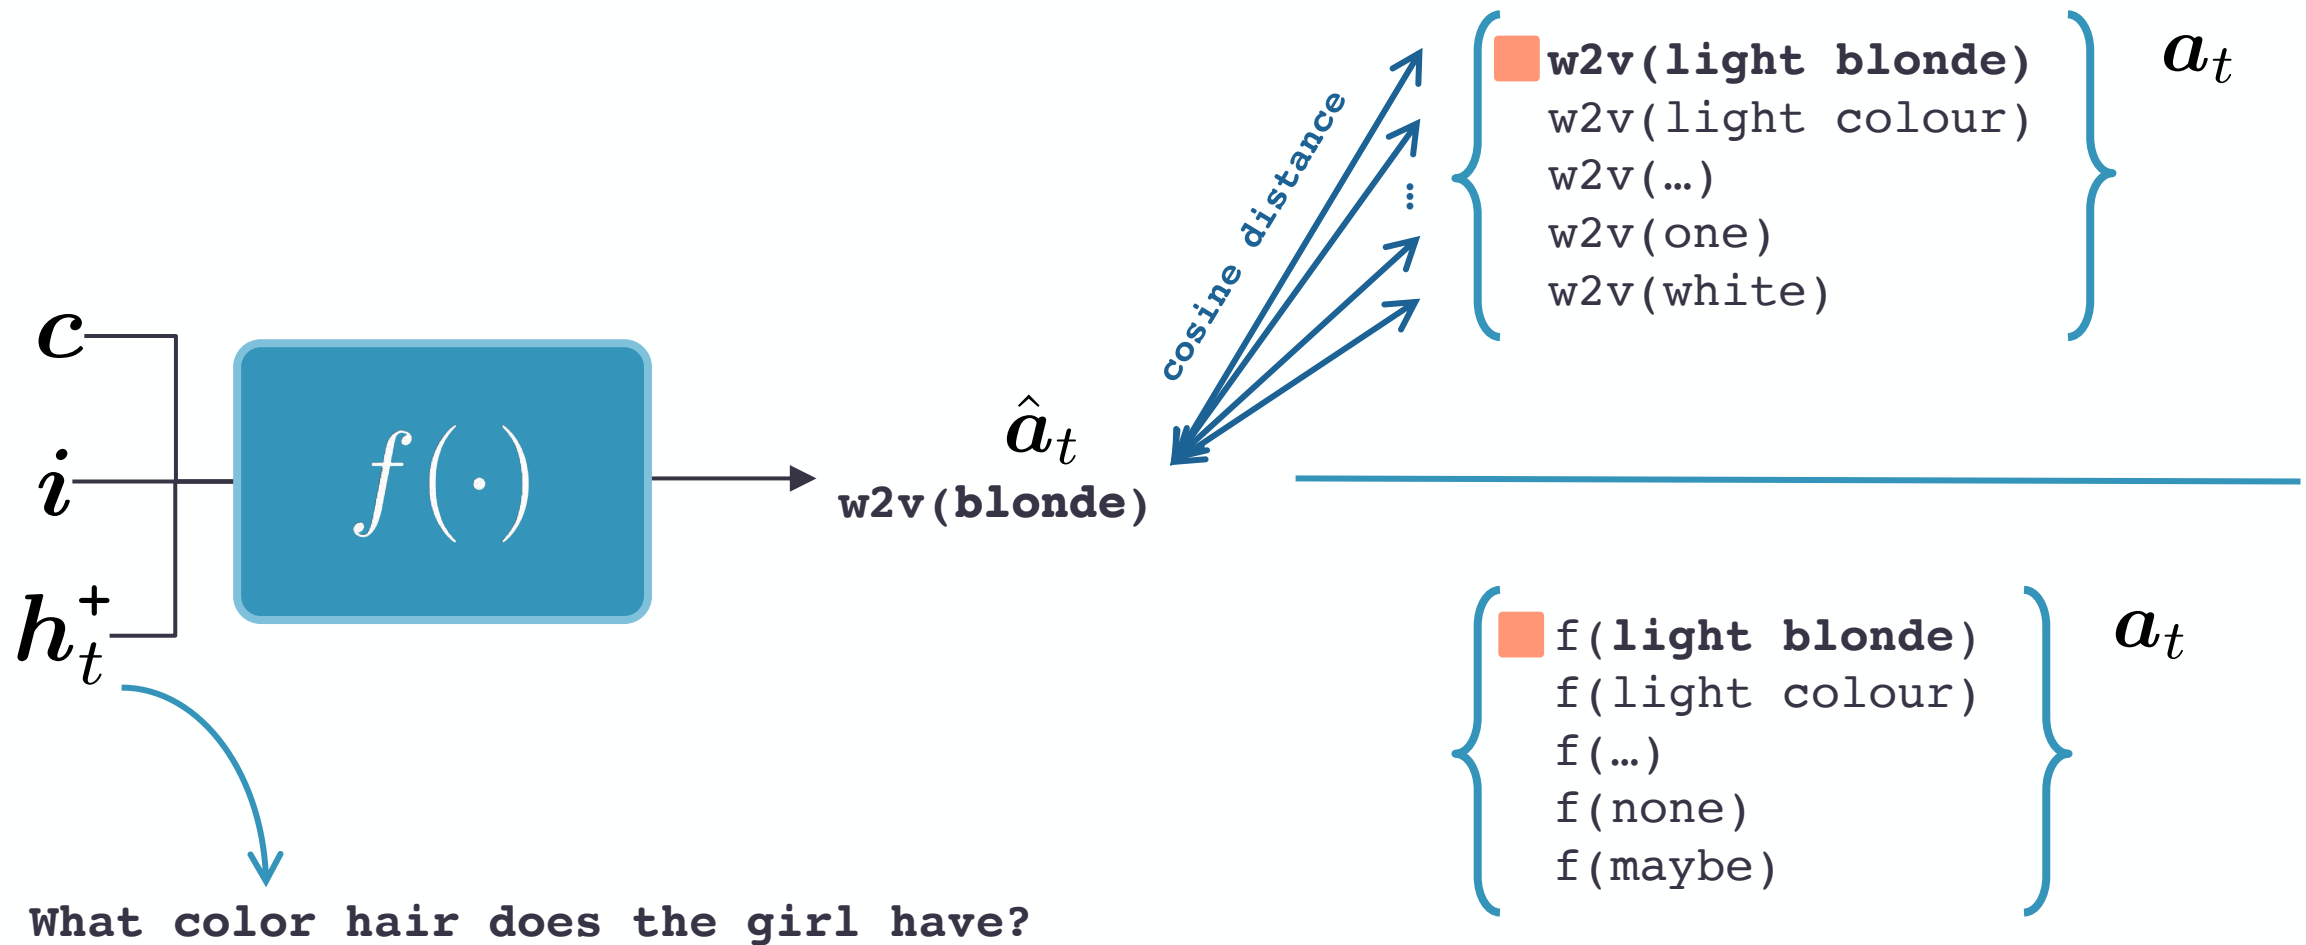 c
i
h_t^+
f(·)
What color hair does the girl have?
â_t
w2v(blonde)
cosine distance
⋮
w2v(light blonde)
w2v(light colour)
w2v(…)
w2v(one)
w2v(white)
a_t
f(light blonde)
f(light colour)
f(…)
f(none)
f(maybe)
a_t